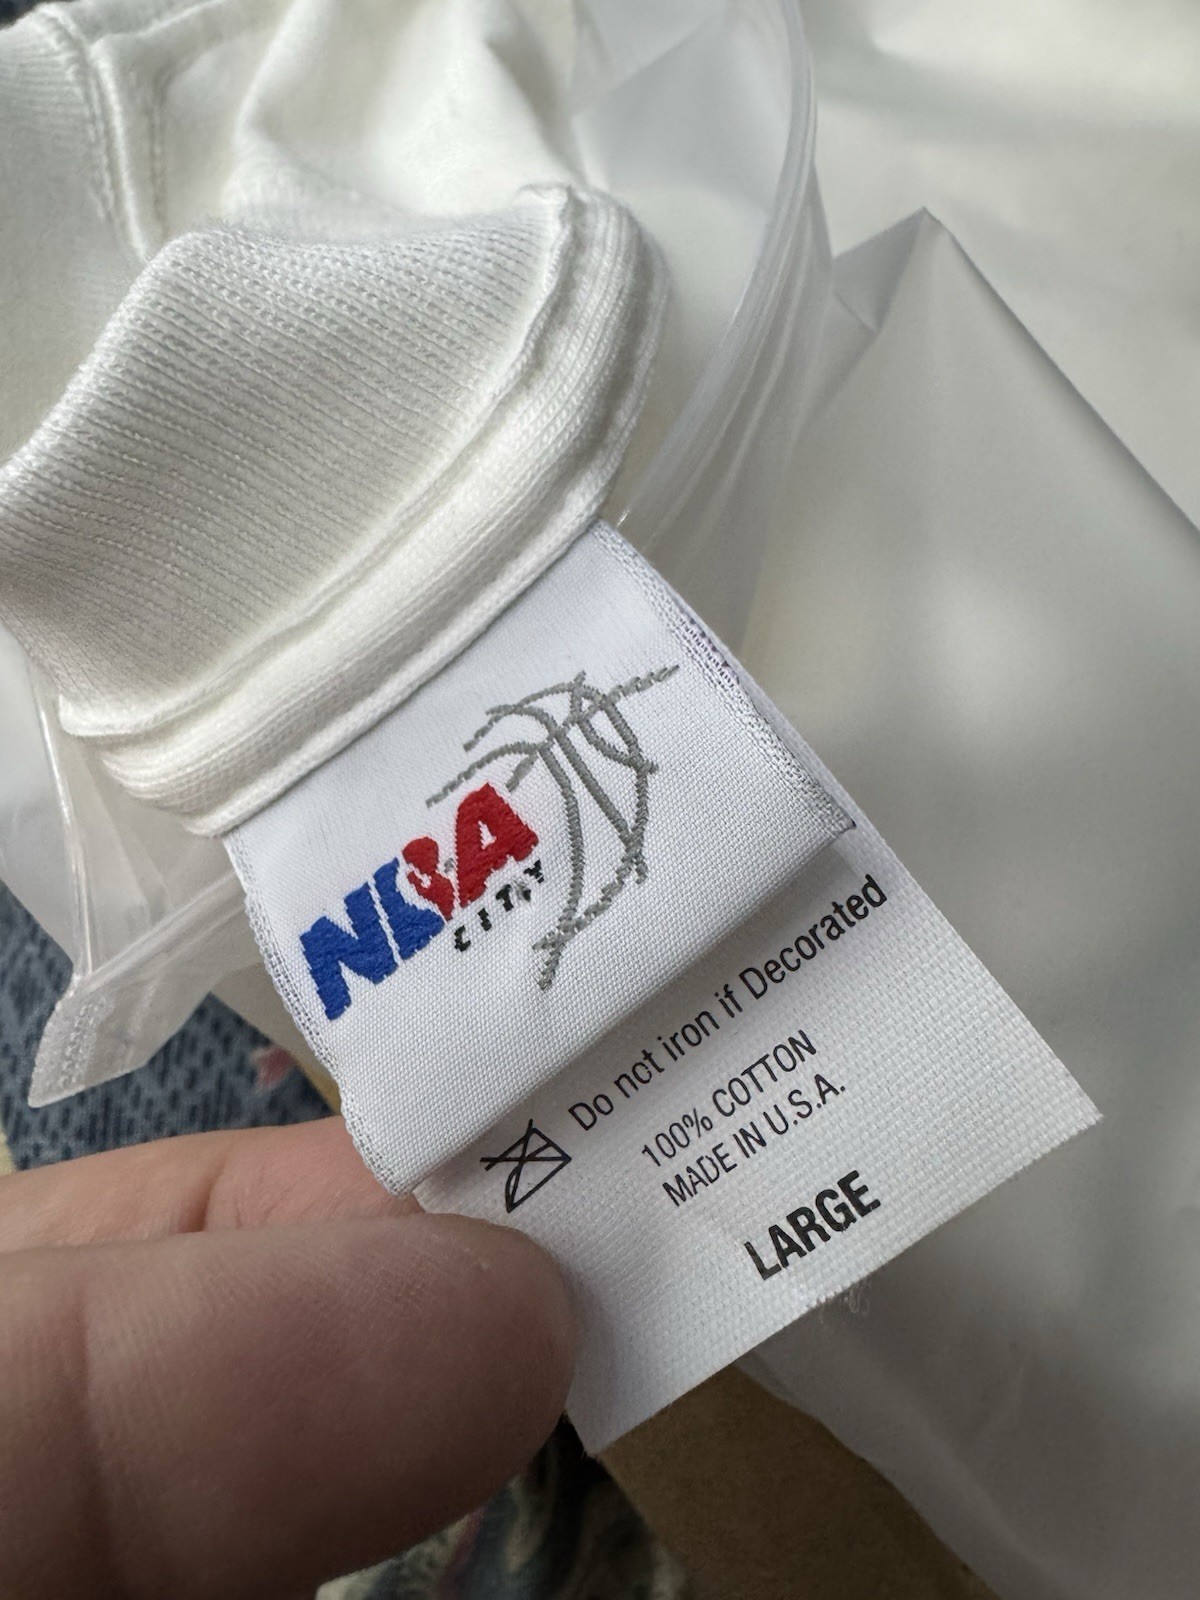 NBA
CITY
Do not iron if Decorated
100% COTTON
MADE IN U.S.A.
LARGE